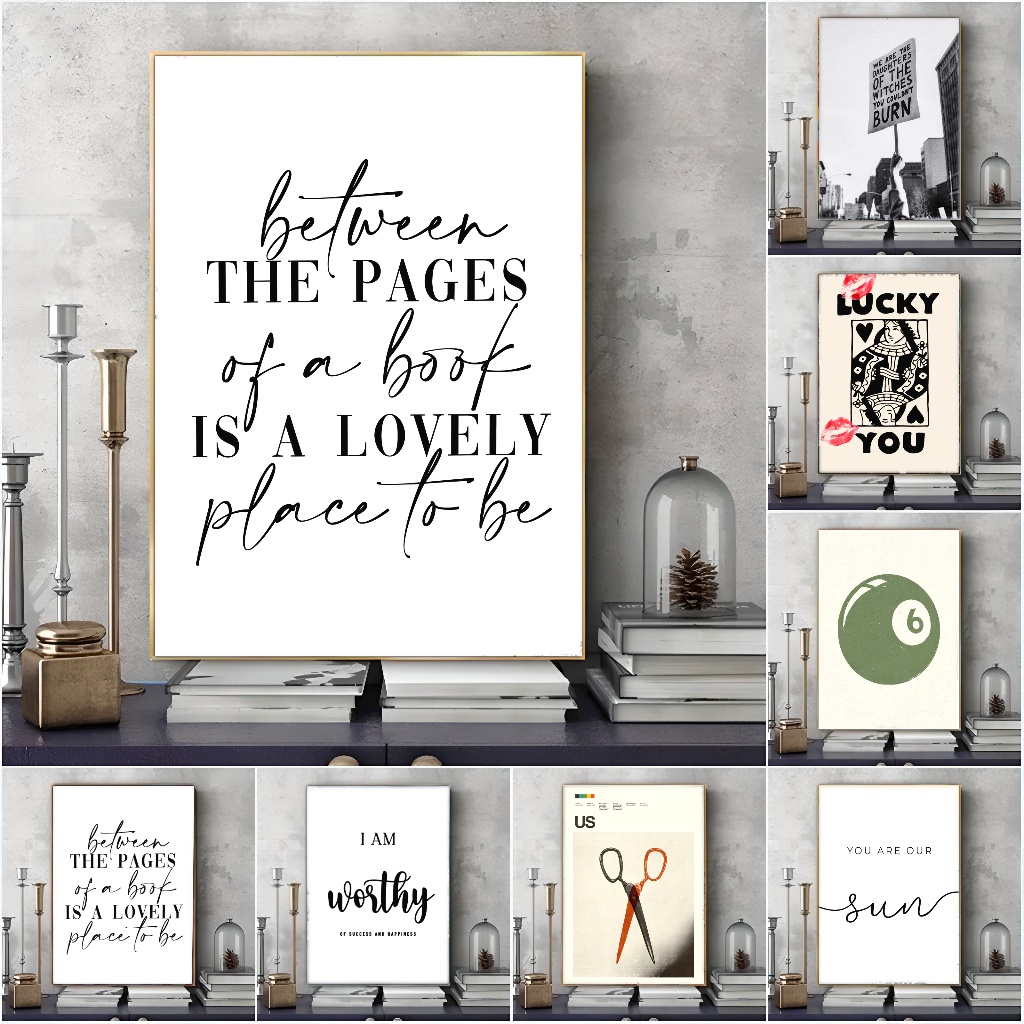 between
THE PAGES
of a book
IS A LOVELY
place to be
WE ARE THE
DAUGHTERS
OF THE
WITCHES
YOU COULDN'T
BURN
LUCKY
YOU
6
between
THE PAGES
of a book
IS A LOVELY
place to be
I AM
worthy
OF SUCCESS AND HAPPINESS
US
YOU ARE OUR
sun